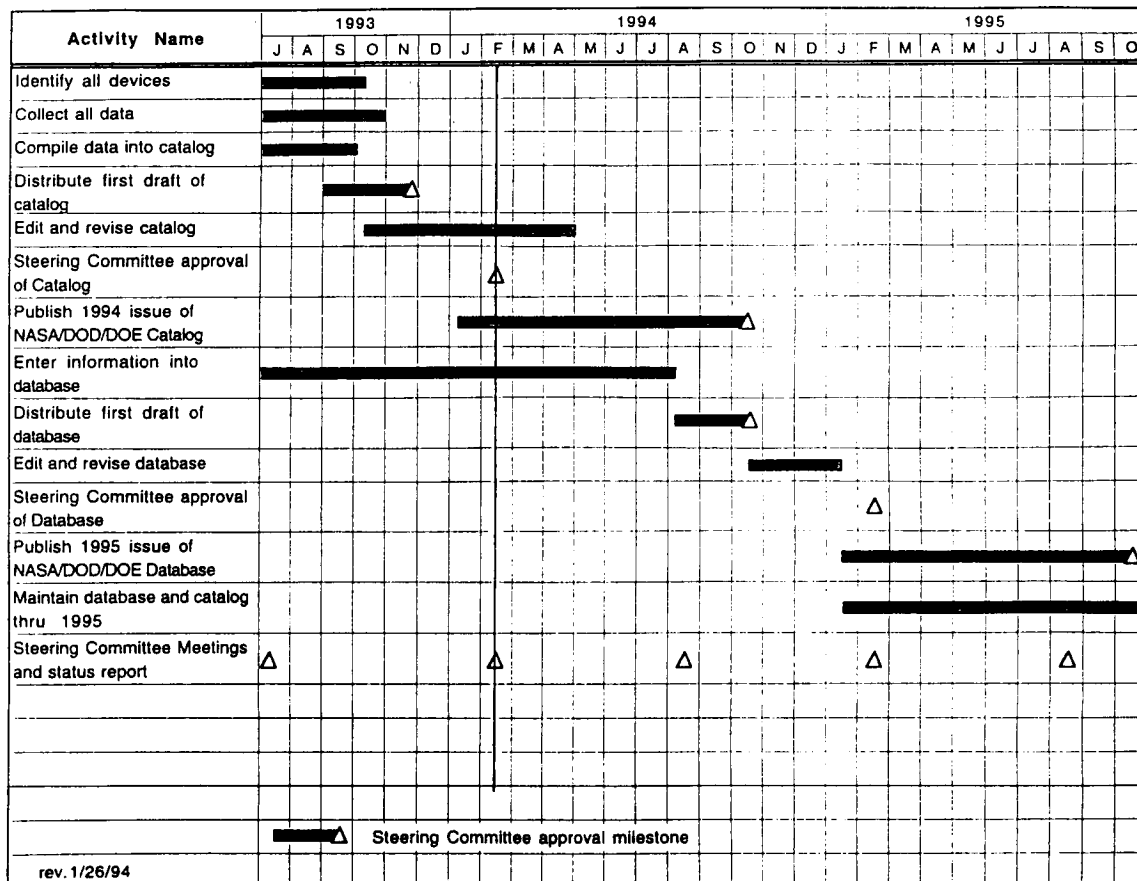 Activity Name
1993
1994
1995
J A S O N D J F M A M J J A S O N D J F M A M J J A S O
Identify all devices
Collect all data
Compile data into catalog
Distribute first draft of
catalog
Edit and revise catalog
Steering Committee approval
of Catalog
Publish 1994 issue of
NASA/DOD/DOE Catalog
Enter information into
database
Distribute first draft of
database
Edit and revise database
Steering Committee approval
of Database
Publish 1995 issue of
NASA/DOD/DOE Database
Maintain database and catalog
thru 1995
Steering Committee Meetings
and status report
Steering Committee approval milestone
rev.1/26/94